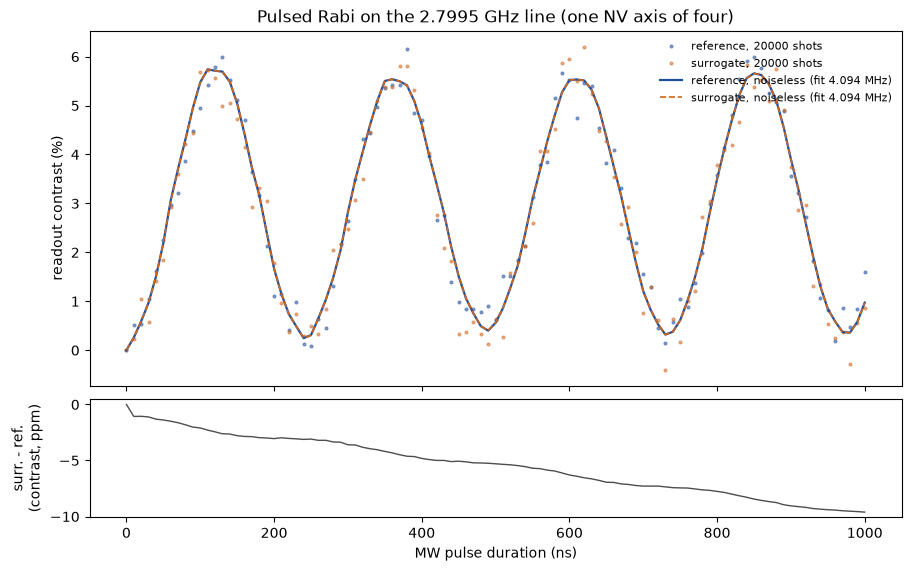 Pulsed Rabi on the 2.7995 GHz line (one NV axis of four)
readout contrast (%)
6
5
4
3
2
1
0
reference, 20000 shots
surrogate, 20000 shots
reference, noiseless (fit 4.094 MHz)
surrogate, noiseless (fit 4.094 MHz)
surr. - ref.
(contrast, ppm)
0
−5
−10
0
200
400
600
800
1000
MW pulse duration (ns)